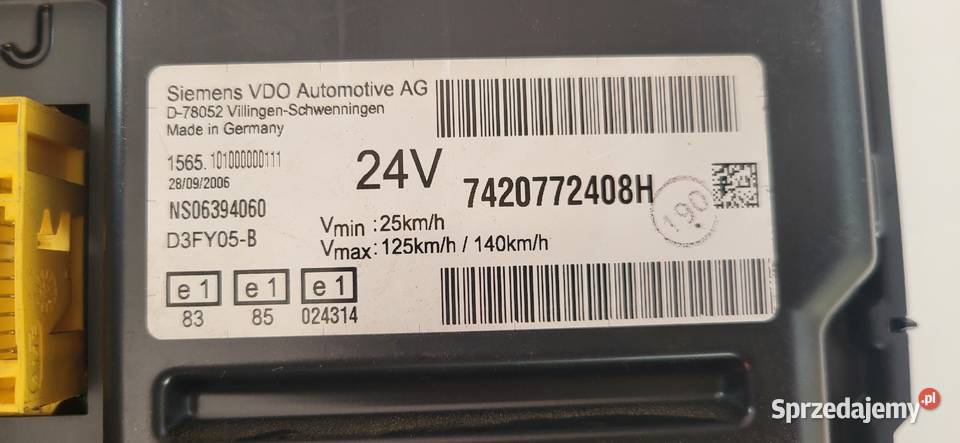 Siemens VDO Automotive AG
D-78052 Villingen-Schwenningen
Made in Germany
1565.101000000111
28/09/2006
24V
7420772408H
190
NS06394060
D3FY05-B
Vmin :25km/h
Vmax: 125km/h / 140km/h
e 1 e 1 e 1
83 85 024314
Sprzedajemy.pl